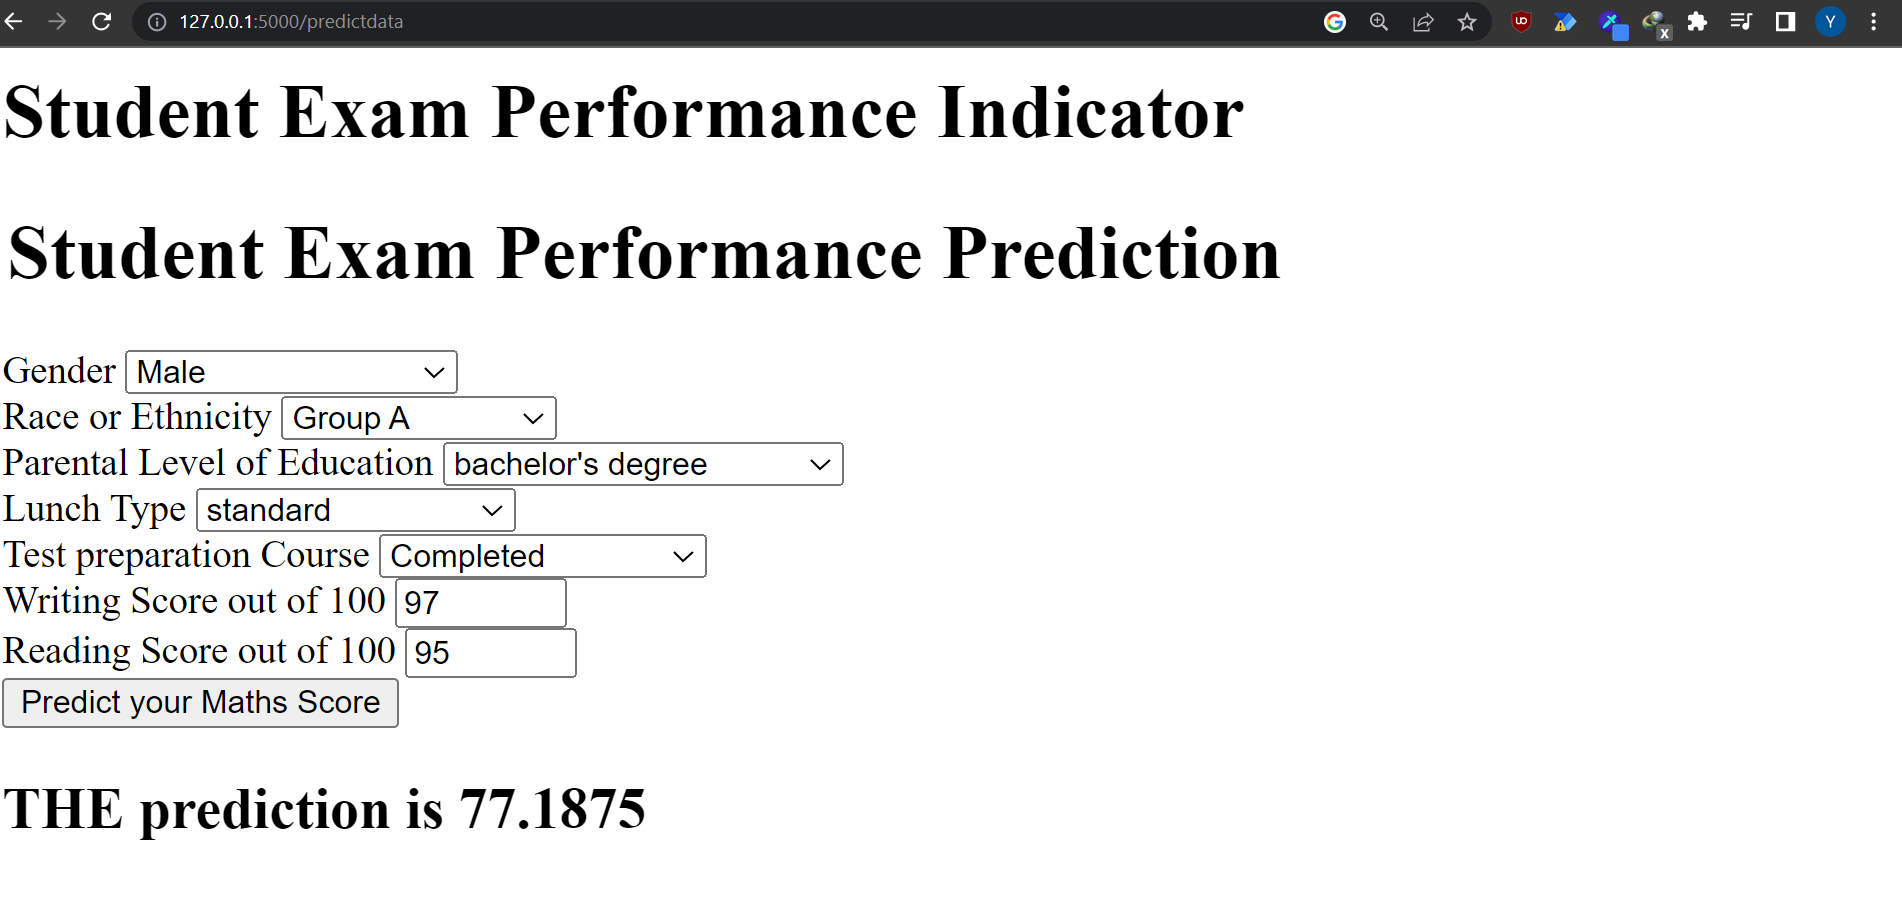 127.0.0.1:5000/predictdata
Y
Student Exam Performance Indicator
Student Exam Performance Prediction
Gender Male
Race or Ethnicity Group A
Parental Level of Education bachelor's degree
Lunch Type standard
Test preparation Course Completed
Writing Score out of 100 97
Reading Score out of 100 95
Predict your Maths Score
THE prediction is 77.1875